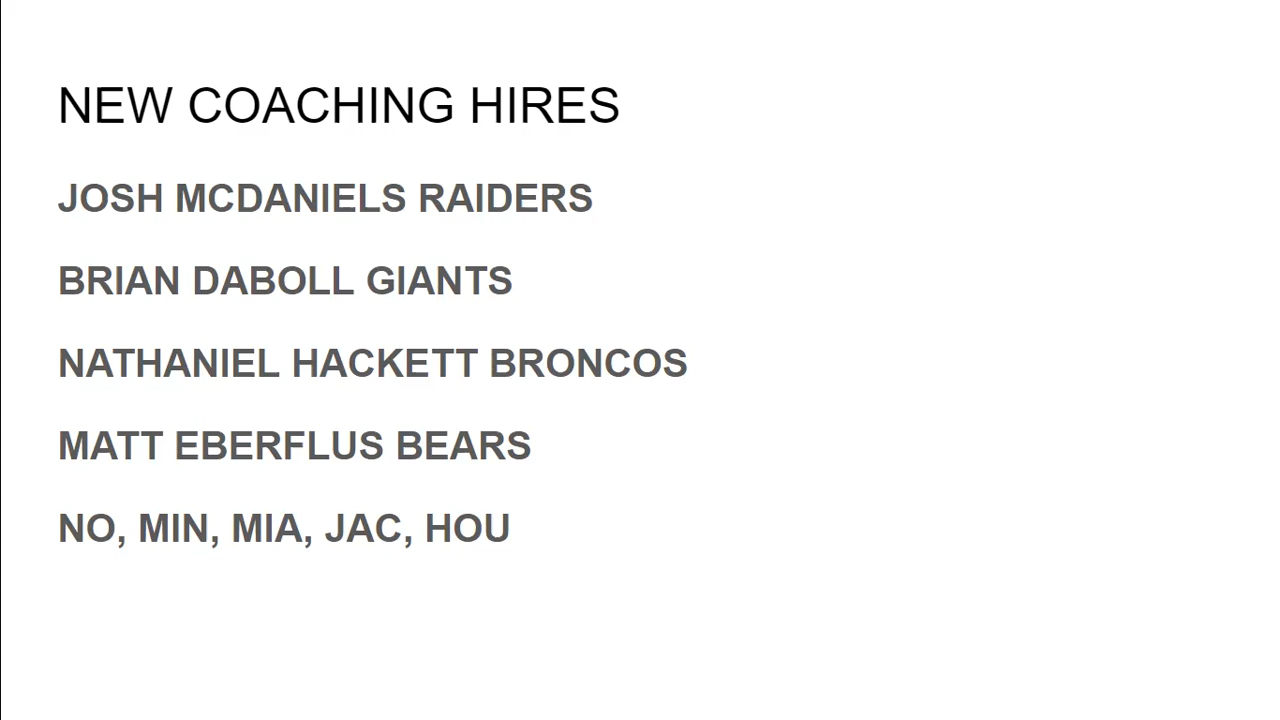 NEW COACHING HIRES
JOSH MCDANIELS RAIDERS
BRIAN DABOLL GIANTS
NATHANIEL HACKETT BRONCOS
MATT EBERFLUS BEARS
NO, MIN, MIA, JAC, HOU